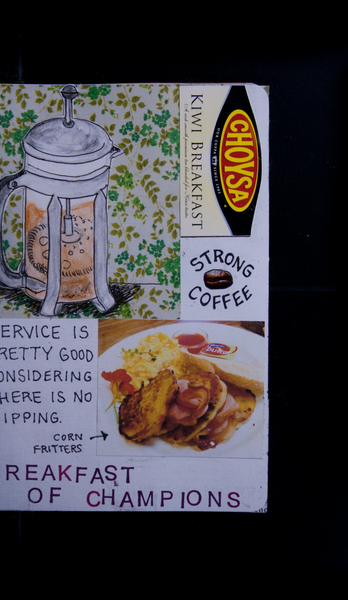 CHOYSA
KIWI BREAKFAST
STRONG
COFFEE
ERVICE IS
RETTY GOOD
ONSIDERING
HERE IS NO
IPPING.
CORN
FRITTERS
REAKFAST
OF CHAMPIONS